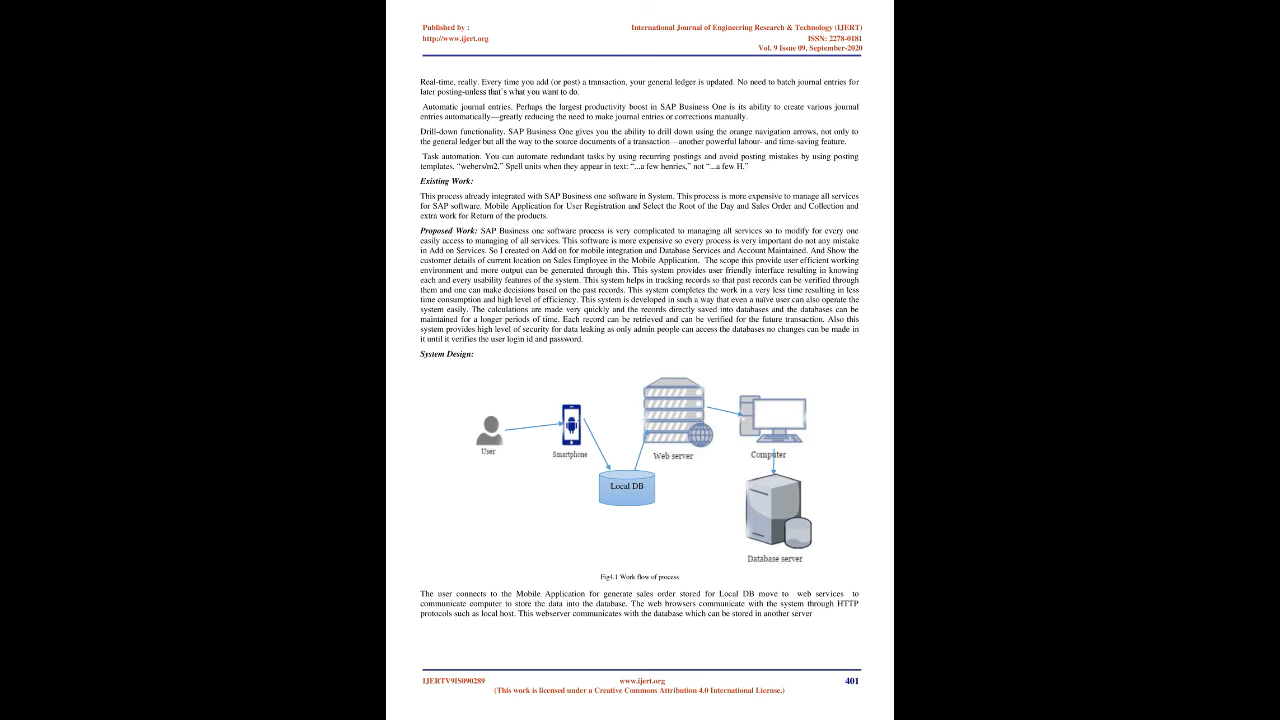 Published by :
International Journal of Engineering Research & Technology (IJERT)
http://www.ijert.org
ISSN: 2278-0181
Vol. 9 Issue 09, September-2020
Real-time, really. Every time you add (or post) a transaction, your general ledger is updated. No need to batch journal entries for
later posting-unless that's what you want to do.
Automatic journal entries. Perhaps the largest productivity boost in SAP Business One is its ability to create various journal
entries automatically—greatly reducing the need to make journal entries or corrections manually.
Drill-down functionality. SAP Business One gives you the ability to drill down using the orange navigation arrows, not only to
the general ledger but all the way to the source documents of a transaction—another powerful labour- and time-saving feature.
Task automation. You can automate redundant tasks by using recurring postings and avoid posting mistakes by using posting
templates. “webers/m2.” Spell units when they appear in text: “...a few henries,” not “...a few H.”
Existing Work:
This process already integrated with SAP Business one software in System. This process is more expensive to manage all services
for SAP software. Mobile Application for User Registration and Select the Root of the Day and Sales Order and Collection and
extra work for Return of the products.
Proposed Work: SAP Business one software process is very complicated to managing all services so to modify for every one
easily access to managing of all services. This software is more expensive so every process is very important do not any mistake
in Add on Services. So I created on Add on for mobile integration and Database Services and Account Maintained. And Show the
customer details of current location on Sales Employee in the Mobile Application. The scope this provide user efficient working
environment and more output can be generated through this. This system provides user friendly interface resulting in knowing
each and every usability features of the system. This system helps in tracking records so that past records can be verified through
them and one can make decisions based on the past records. This system completes the work in a very less time resulting in less
time consumption and high level of efficiency. This system is developed in such a way that even a naïve user can also operate the
system easily. The calculations are made very quickly and the records directly saved into databases and the databases can be
maintained for a longer periods of time. Each record can be retrieved and can be verified for the future transaction. Also this
system provides high level of security for data leaking as only admin people can access the databases no changes can be made in
it until it verifies the user login id and password.
System Design:
User
Smartphone
Web server
Computer
Local DB
Database server
Fig4.1 Work flow of process
The user connects to the Mobile Application for generate sales order stored for Local DB move to web services to
communicate computer to store the data into the database. The web browsers communicate with the system through HTTP
protocols such as local host. This webserver communicates with the database which can be stored in another server
IJERTV9IS090289
www.ijert.org
401
(This work is licensed under a Creative Commons Attribution 4.0 International License.)